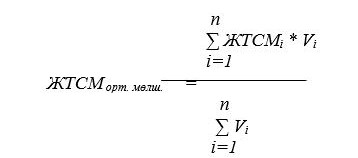 n
∑ ЖТСМi * Vi
i=1
ЖТСМорт. мөлш. =
n
∑ Vi
i=1